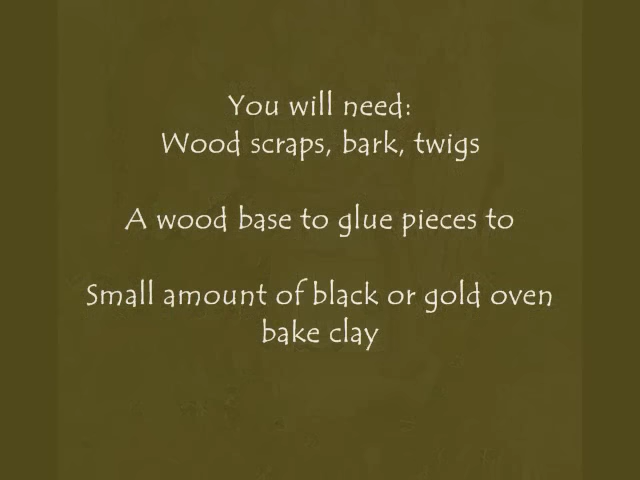 You will need:
Wood scraps, bark, twigs
A wood base to glue pieces to
Small amount of black or gold oven
bake clay